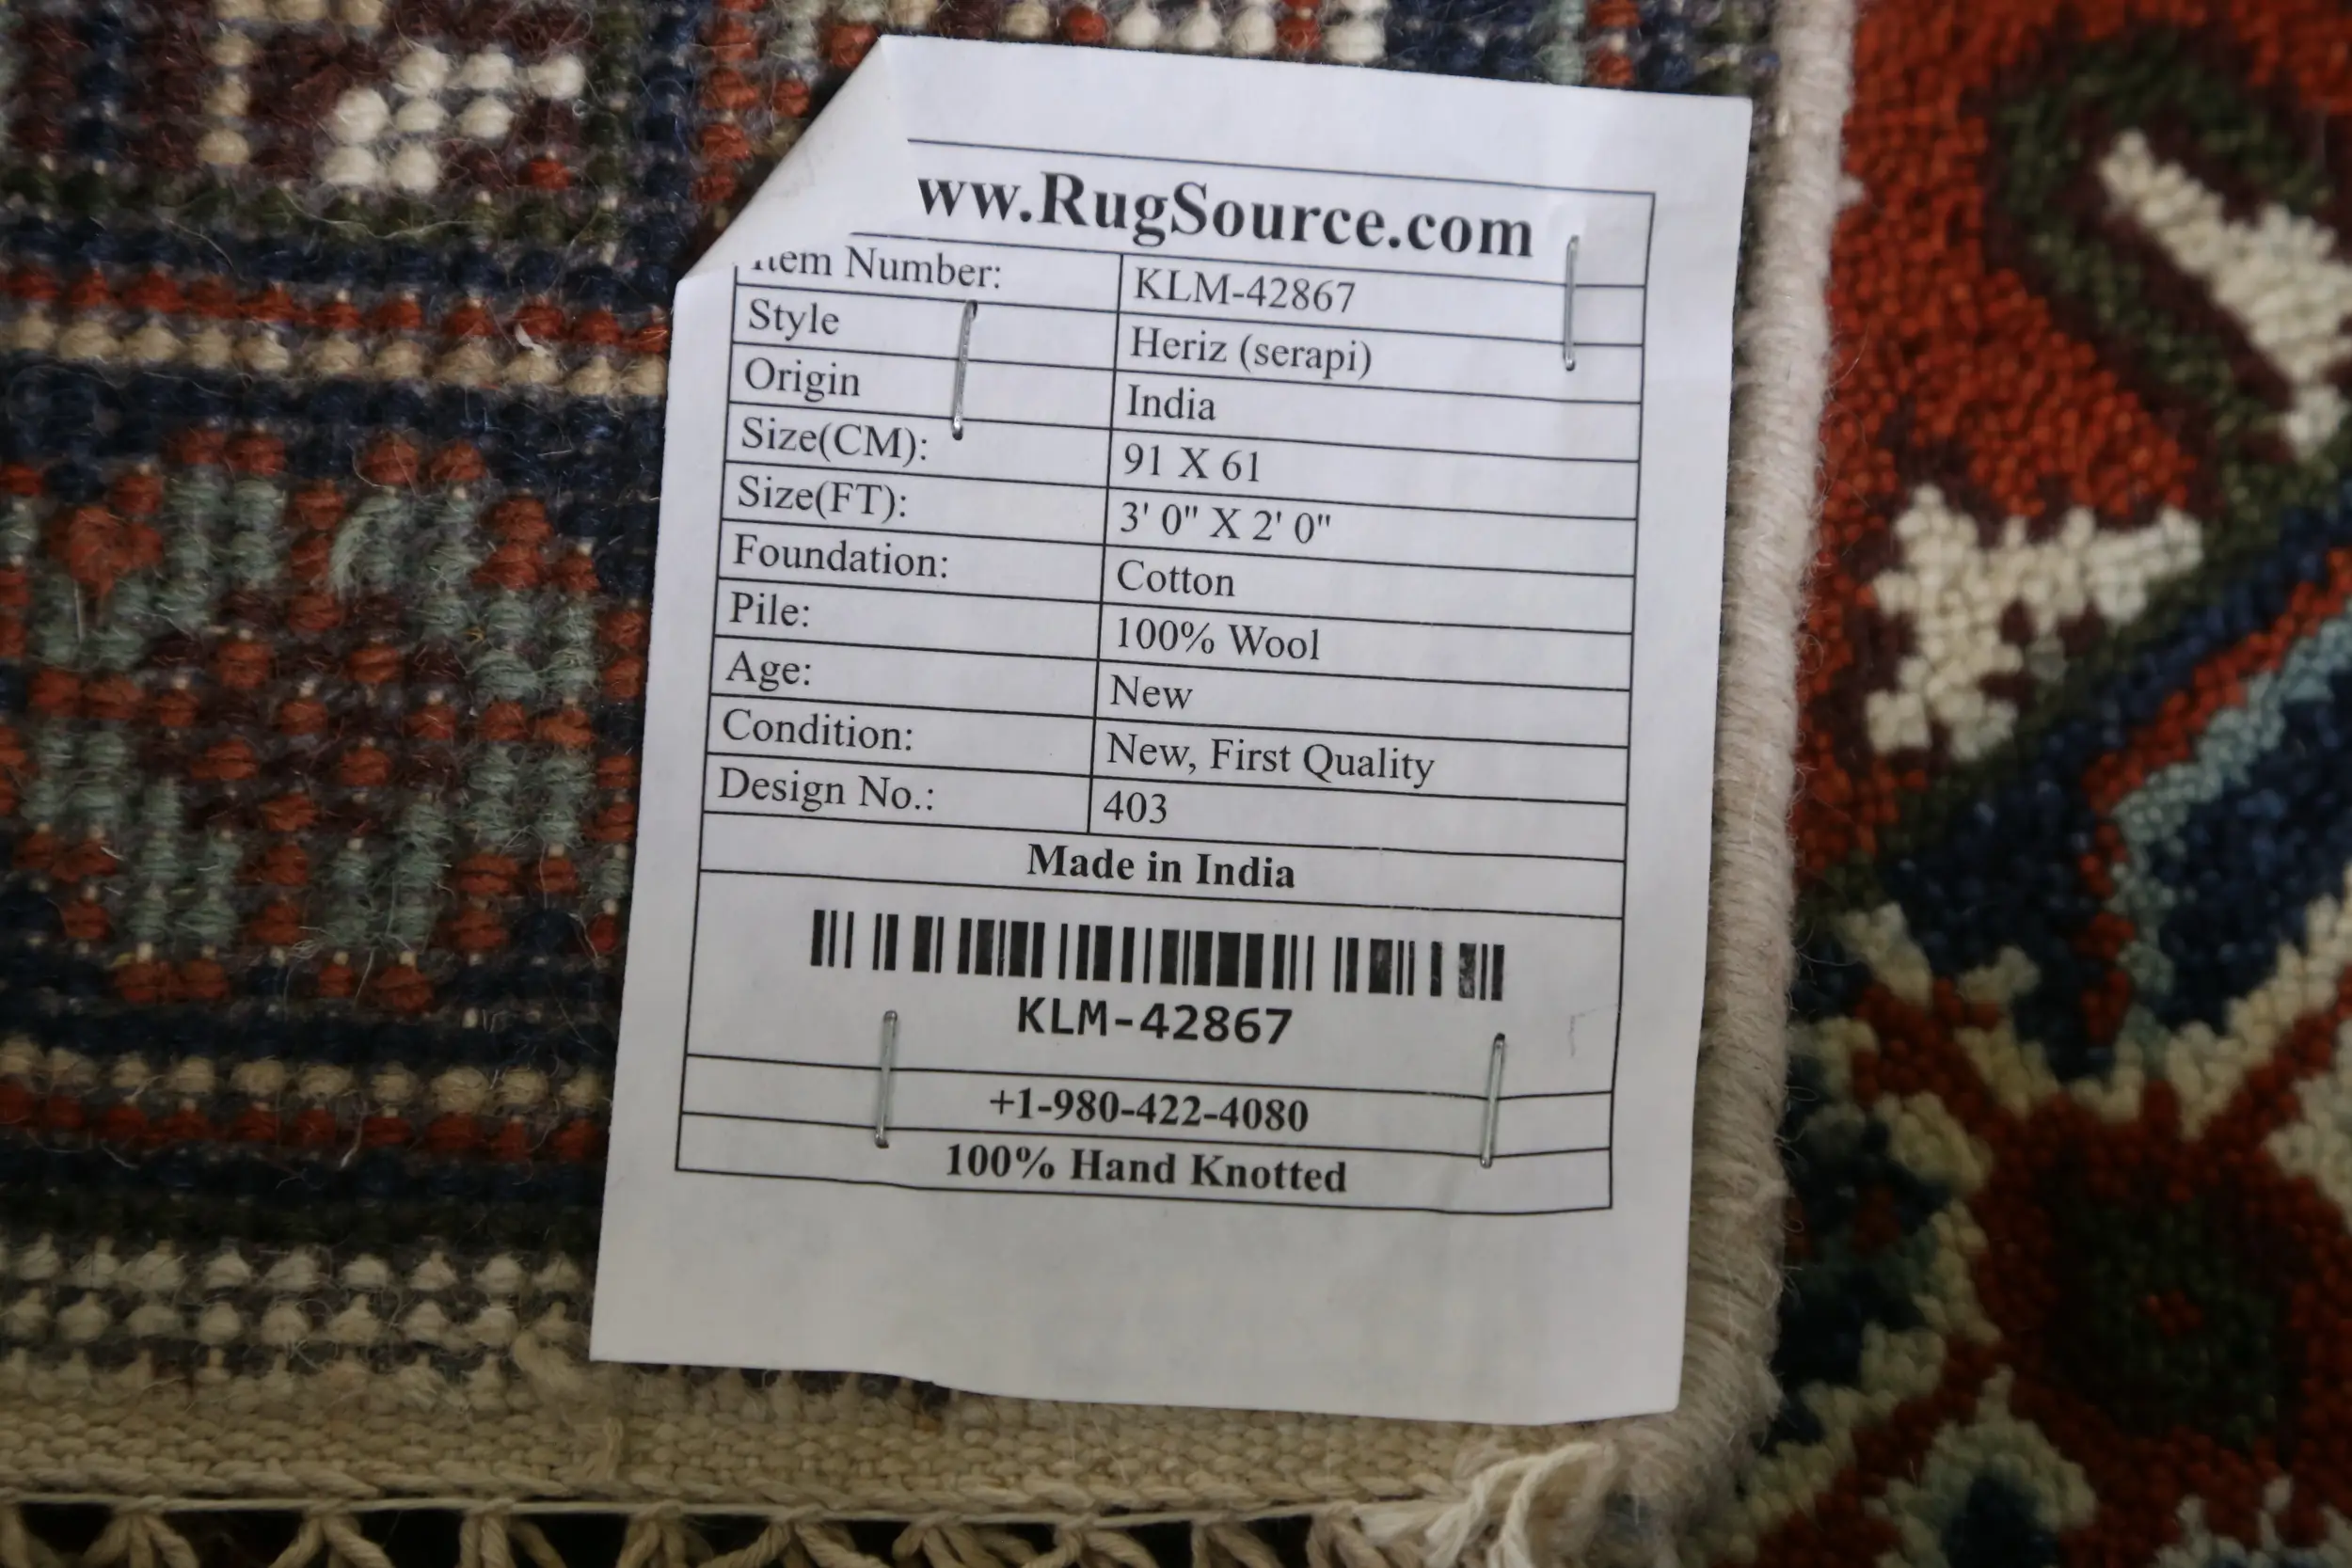 ww.RugSource.com
Item Number: KLM-42867
Style Heriz (serapi)
Origin India
Size(CM): 91 X 61
Size(FT): 3' 0" X 2' 0"
Foundation: Cotton
Pile: 100% Wool
Age: New
Condition: New, First Quality
Design No.: 403
Made in India
KLM-42867
+1-980-422-4080
100% Hand Knotted